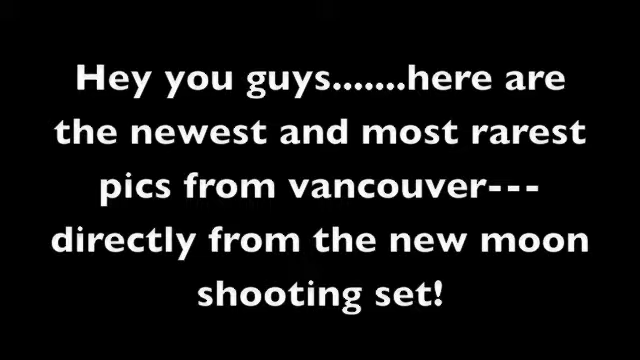 Hey you guys.......here are
the newest and most rarest
pics from vancouver---
directly from the new moon
shooting set!